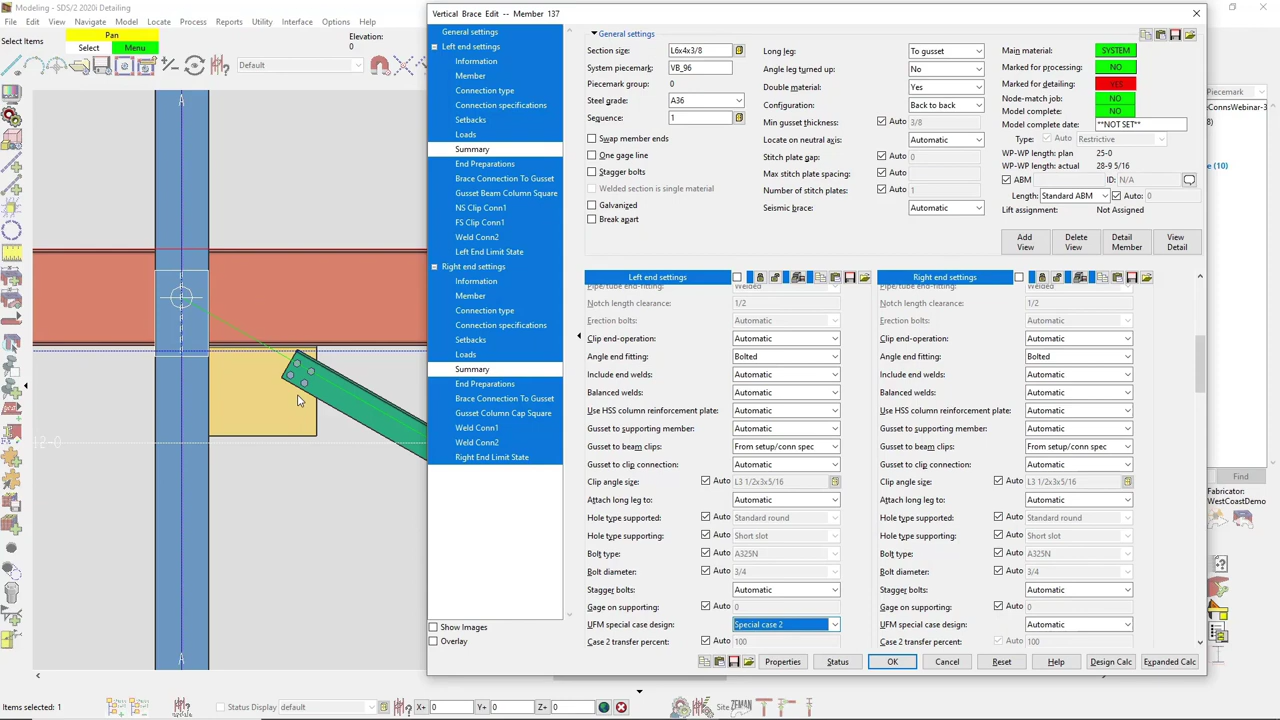 Modeling - SDS/2 2020i Detailing
File Edit View Navigate Model Locate Process Reports Utility Interface Options Help
Select Items
Pan
Select Menu
Elevation:
0
Default
A
12-0
A
Items selected: 1
Status Display default
X+ 0 Y+ 0 Z+ 0
Site
ZEMAN
Vertical Brace Edit -- Member 137
General settings
Left end settings
Information
Member
Connection type
Connection specifications
Setbacks
Loads
Summary
End Preparations
Brace Connection To Gusset
Gusset Beam Column Square
NS Clip Conn1
FS Clip Conn1
Weld Conn2
Left End Limit State
Right end settings
Information
Member
Connection type
Connection specifications
Setbacks
Loads
Summary
End Preparations
Brace Connection To Gusset
Gusset Column Cap Square
Weld Conn1
Weld Conn2
Right End Limit State
Show Images
Overlay
General settings
Section size: L6x4x3/8
System piecemark: VB_96
Piecemark group: 0
Steel grade: A36
Sequence: 1
Swap member ends
One gage line
Stagger bolts
Welded section is single material
Galvanized
Break apart
Long leg: To gusset
Angle leg turned up: No
Double material: Yes
Configuration: Back to back
Min gusset thickness: Auto 3/8
Locate on neutral axis: Automatic
Stitch plate gap: Auto 0
Max stitch plate spacing: Auto
Number of stitch plates: Auto 1
Seismic brace: Automatic
Main material: SYSTEM
Marked for processing: NO
Marked for detailing: YES
Node-match job: NO
Model complete: NO
Model complete date: **NOT SET**
Type: Auto Restrictive
WP-WP length: plan 25-0
WP-WP length: actual 28-9 5/16
ABM ID: N/A
Length: Standard ABM Auto: 0
Lift assignment: Not Assigned
Add View Delete View Detail Member View Detail
Left end settings
Pipe/tube end-fitting: Welded
Notch length clearance: 1/2
Erection bolts: Automatic
Clip end-operation: Automatic
Angle end fitting: Bolted
Include end welds: Automatic
Balanced welds: Automatic
Use HSS column reinforcement plate: Automatic
Gusset to supporting member: Automatic
Gusset to beam clips: From setup/conn spec
Gusset to clip connection: Automatic
Clip angle size: Auto L3 1/2x3x5/16
Attach long leg to: Automatic
Hole type supported: Auto Standard round
Hole type supporting: Auto Short slot
Bolt type: Auto A325N
Bolt diameter: Auto 3/4
Stagger bolts: Automatic
Gage on supporting: Auto 0
UFM special case design: Special case 2
Case 2 transfer percent: Auto 100
Right end settings
Pipe/tube end-fitting: Welded
Notch length clearance: 1/2
Erection bolts: Automatic
Clip end-operation: Automatic
Angle end fitting: Bolted
Include end welds: Automatic
Balanced welds: Automatic
Use HSS column reinforcement plate: Automatic
Gusset to supporting member: Automatic
Gusset to beam clips: From setup/conn spec
Gusset to clip connection: Automatic
Clip angle size: Auto L3 1/2x3x5/16
Attach long leg to: Automatic
Hole type supported: Auto Standard round
Hole type supporting: Auto Short slot
Bolt type: Auto A325N
Bolt diameter: Auto 3/4
Stagger bolts: Automatic
Gage on supporting: Auto 0
UFM special case design: Automatic
Case 2 transfer percent: Auto 100
Properties Status OK Cancel Reset Help Design Calc Expanded Calc
Piecemark
eConnsWebinar-3
8)
te (10)
Find
Fabricator:
WestCoastDemo